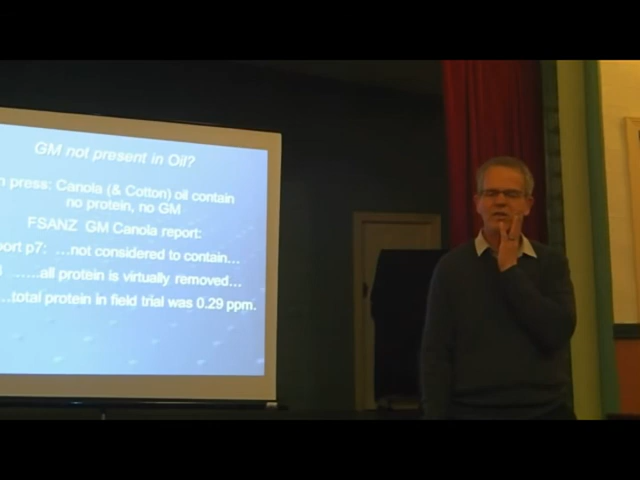 GM not present in Oil?
press: Canola (& Cotton) oil contain
no protein, no GM
FSANZ GM Canola report:
p7: ...not considered to contain...
.....all protein is virtually removed...
...total protein in field trial was 0.29 ppm.